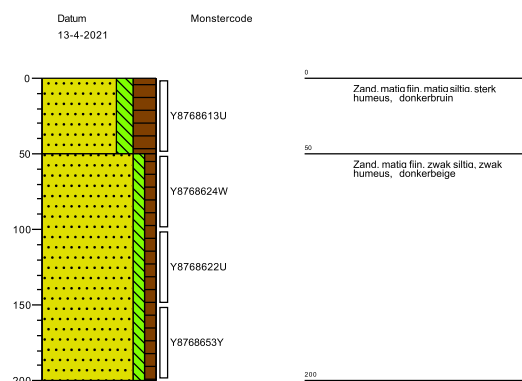 Datum Monstercode
13-4-2021
0 0
Zand, matig fijn, matig siltig, sterk
humeus, donkerbruin
Y8768613U
50 50
Zand, matig fijn, zwak siltig, zwak
humeus, donkerbeige
Y8768624W
100
Y8768622U
150
Y8768653Y
200 200